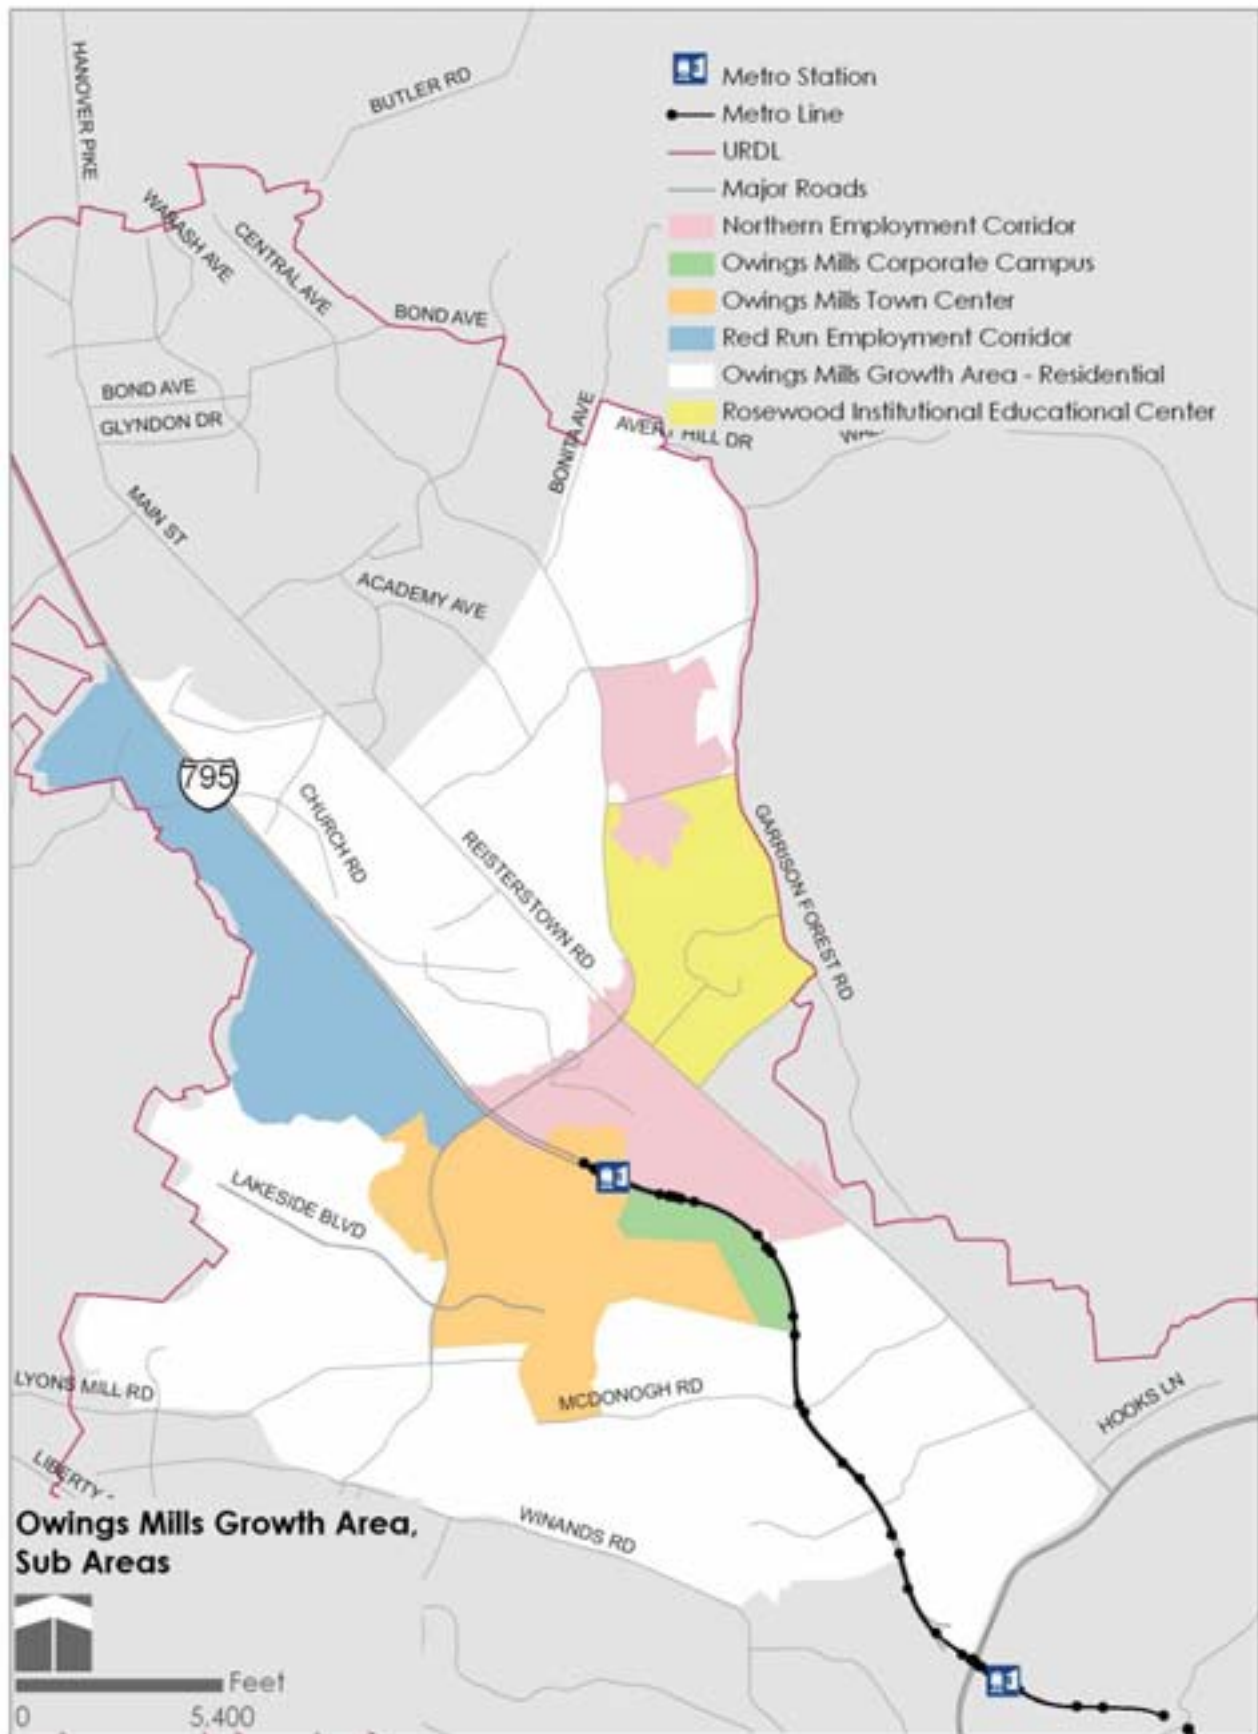 HANOVER PIKE
BUTLER RD
Metro Station
Metro Line
URDL
Major Roads
Northern Employment Corridor
Owings Mills Corporate Campus
Owings Mills Town Center
Red Run Employment Corridor
Owings Mills Growth Area - Residential
Rosewood Institutional Educational Center
WABASH AVE
CENTRAL AVE
BOND AVE
BOND AVE
GLYNDON DR
BONITA AVE
AVERY HILL DR
MAIN ST
ACADEMY AVE
795
CHURCH RD
REISTERSTOWN RD
GARRISON FOREST RD
LAKESIDE BLVD
LYONS MILL RD
MCDONOGH RD
HOOKS LN
LIBERTY
WINANDS RD
Owings Mills Growth Area,
Sub Areas
Feet
0 5,400